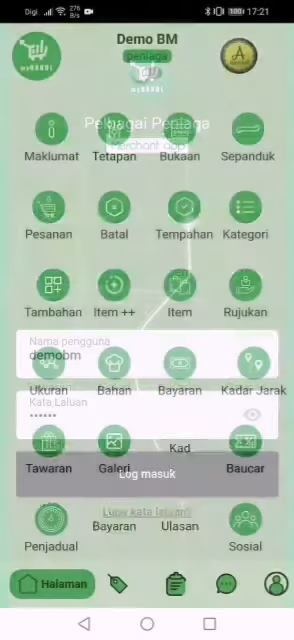 Digi 276 B/s 100 17:21
Demo BM
peniaga
Pelbagai Peniaga
Merchant app
Maklumat Tetapan Bukaan Sepanduk
Pesanan Batal Tempahan Kategori
Tambahan Item ++ Item Rujukan
Nama pengguna
demobm
Ukuran Bahan Bayaran Kadar Jarak
Kata Laluan
••••••
Kad
Tawaran Galeri Baucar
Log masuk
Lupa kata laluan?
Bayaran Ulasan
Penjadual Sosial
Halaman